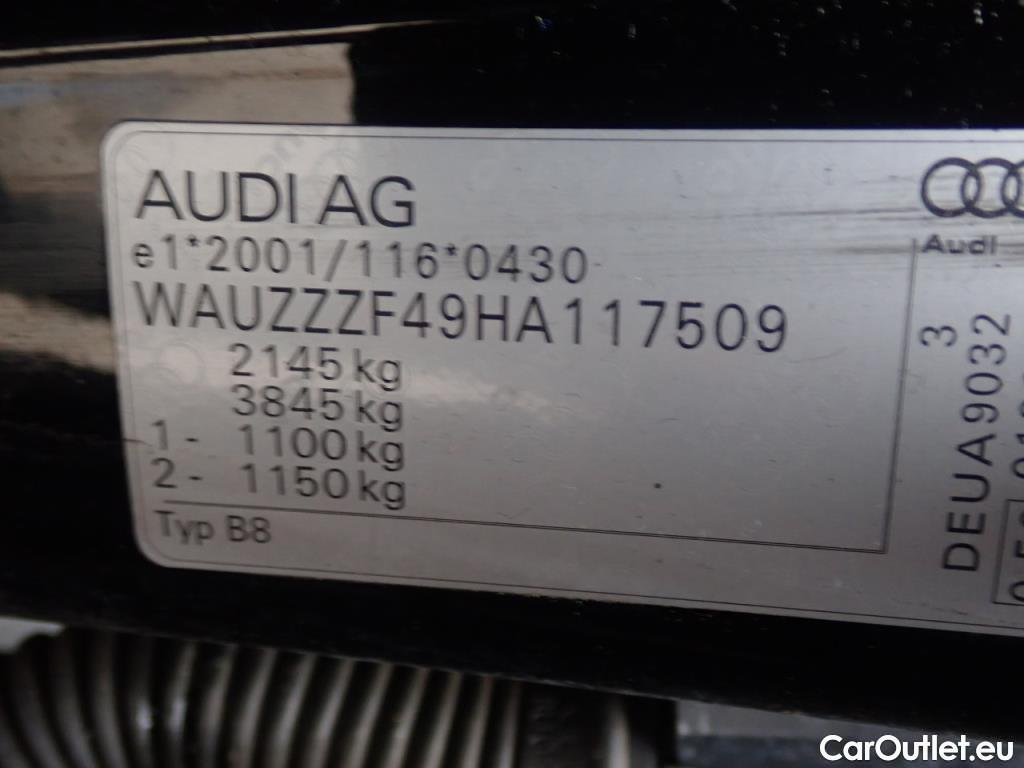 AUDI AG
e1*2001/116*0430
WAUZZZF49HA117509
2145 kg
3845 kg
1 - 1100 kg
2 - 1150 kg
Typ B8
Audi
3
DEUA9032
CarOutlet.eu